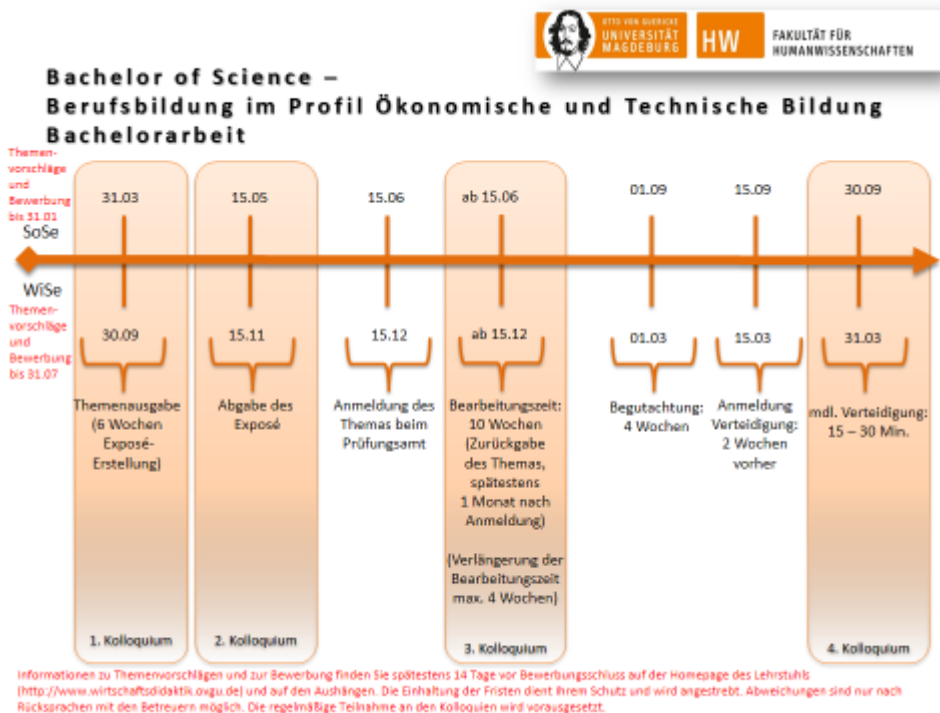 OTTO VON GUERICKE
UNIVERSITÄT
MAGDEBURG
HW
FAKULTÄT FÜR
HUMANWISSENSCHAFTEN
Bachelor of Science –
Berufsbildung im Profil Ökonomische und Technische Bildung
Bachelorarbeit
Themen-
vorschläge
und
Bewerbung
bis 31.01
SoSe
31.03
15.05
15.06
ab 15.06
01.09
15.09
30.09
WiSe
Themen-
vorschläge
und
Bewerbung
bis 31.07
30.09
15.11
15.12
ab 15.12
01.03
15.03
31.03
Themenausgabe
(6 Wochen
Exposé-
Erstellung)
Abgabe des
Exposé
Anmeldung des
Themas beim
Prüfungsamt
Bearbeitungszeit:
10 Wochen
(Zurückgabe
des Themas,
spätestens
1 Monat nach
Anmeldung)
(Verlängerung der
Bearbeitungszeit
max. 4 Wochen)
Begutachtung:
4 Wochen
Anmeldung
Verteidigung:
2 Wochen
vorher
mdl. Verteidigung:
15 – 30 Min.
1. Kolloquium
2. Kolloquium
3. Kolloquium
4. Kolloquium
Informationen zu Themenvorschlägen und zur Bewerbung finden Sie spätestens 14 Tage vor Bewerbungsschluss auf der Homepage des Lehrstuhls
(http://www.wirtschaftsdidaktik.ovgu.de) und auf den Aushängen. Die Einhaltung der Fristen dient Ihrem Schutz und wird angestrebt. Abweichungen sind nur nach
Rücksprachen mit den Betreuern möglich. Die regelmäßige Teilnahme an den Kolloquien wird vorausgesetzt.